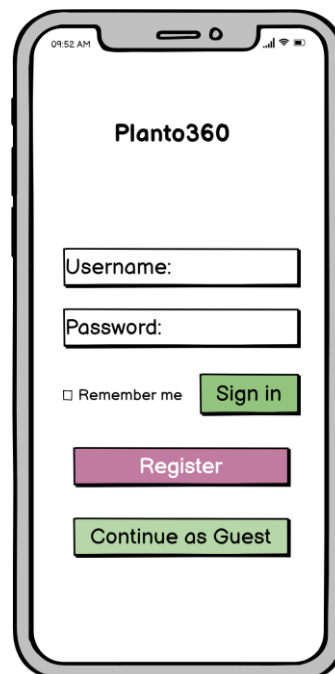 09:52 AM
Planto360
Username:
Password:
Remember me
Sign in
Register
Continue as Guest